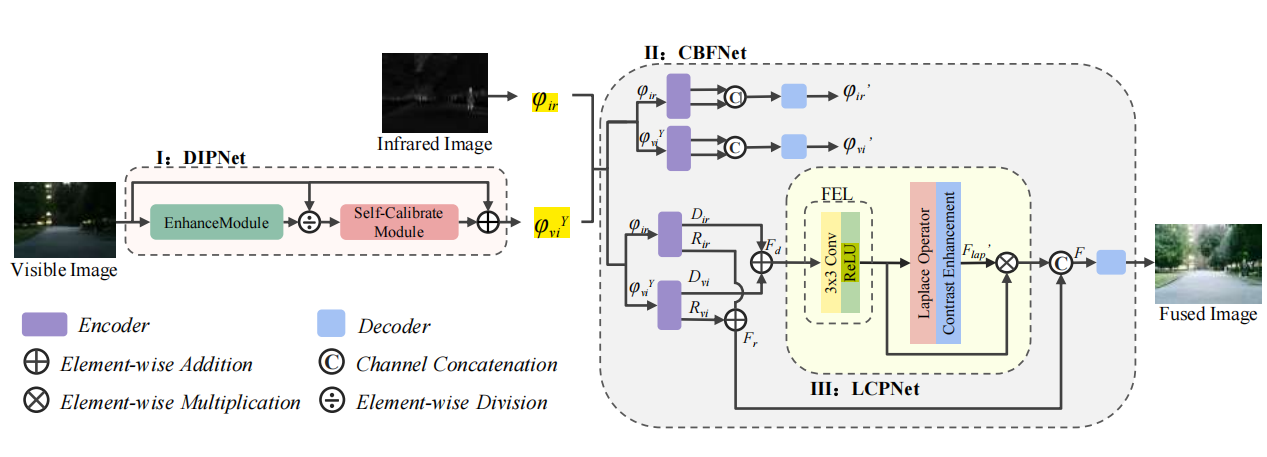 II：CBFNet
φir
C
φir’
φir
Infrared Image
φviY
C
φvi’
I：DIPNet
EnhanceModule
Self-Calibrate
Module
φviY
Visible Image
FEL
φir
Dir
Rir
Fd
φviY
Dvi
Rvi
Fr
3x3 Conv
ReLU
Laplace Operator
Contrast Enhancement
Flap’
C
F
Fused Image
III：LCPNet
Encoder
Decoder
Element-wise Addition
C
Channel Concatenation
Element-wise Multiplication
Element-wise Division